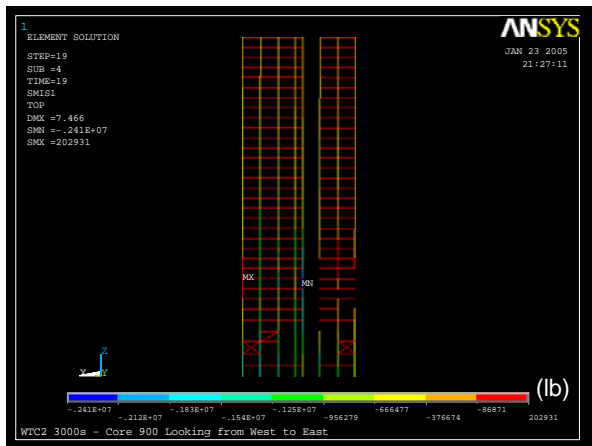 1
ELEMENT SOLUTION
ANSYS
JAN 23 2005
21:27:11
STEP=19
SUB =4
TIME=19
SMIS1
TOP
DMX =7.466
SMN =-.241E+07
SMX =202931
MX
MN
Z
X Y
(lb)
-.241E+07 -.183E+07 -.125E+07 -666477 -86871
-.212E+07 -.154E+07 -956279 -376674 202931
WTC2 3000s - Core 900 Looking from West to East